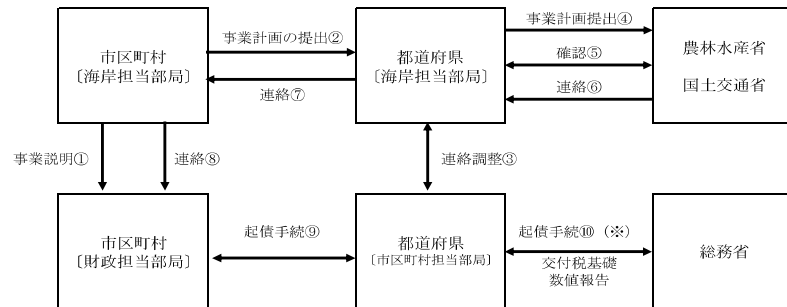 市区町村
〔海岸担当部局〕
事業計画の提出②
連絡⑦
都道府県
〔海岸担当部局〕
事業計画提出④
確認⑤
連絡⑥
農林水産省
国土交通省
事業説明①
連絡⑧
連絡調整③
市区町村
〔財政担当部局〕
起債手続⑨
都道府県
〔市区町村担当部局〕
起債手続⑩（※）
交付税基礎
数値報告
総務省